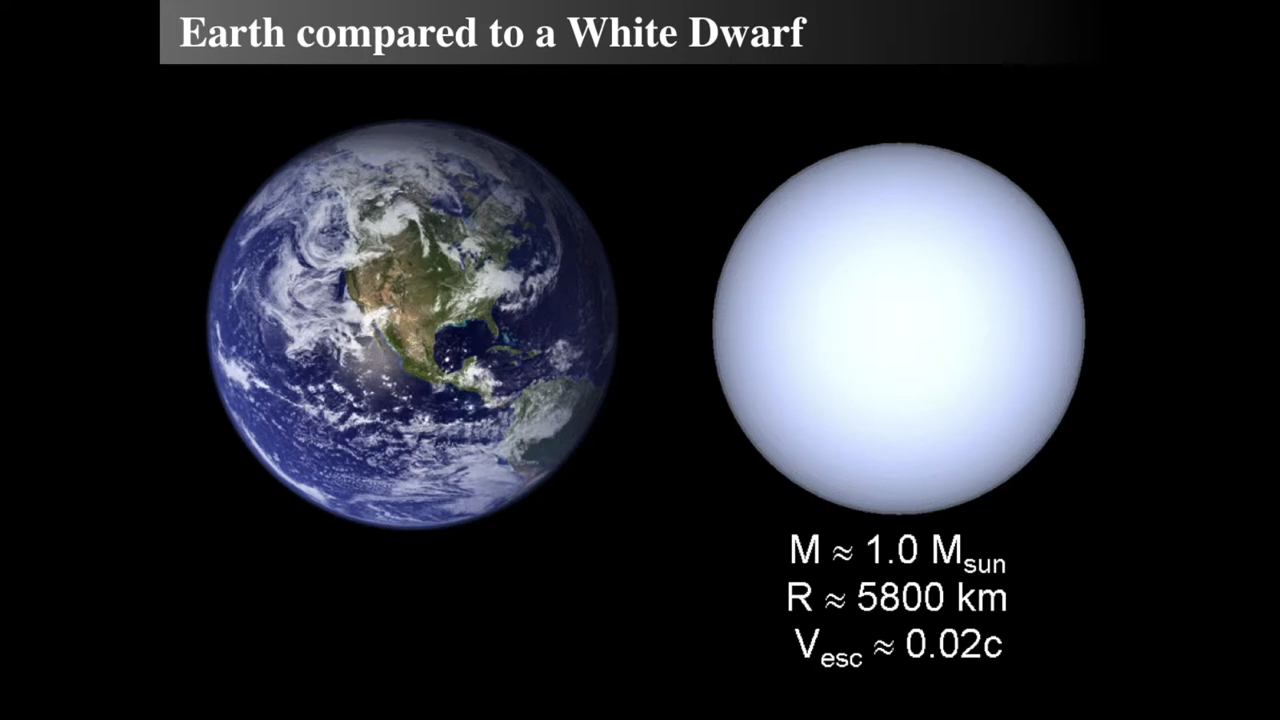 Earth compared to a White Dwarf
M ≈ 1.0 Msun
R ≈ 5800 km
Vesc ≈ 0.02c